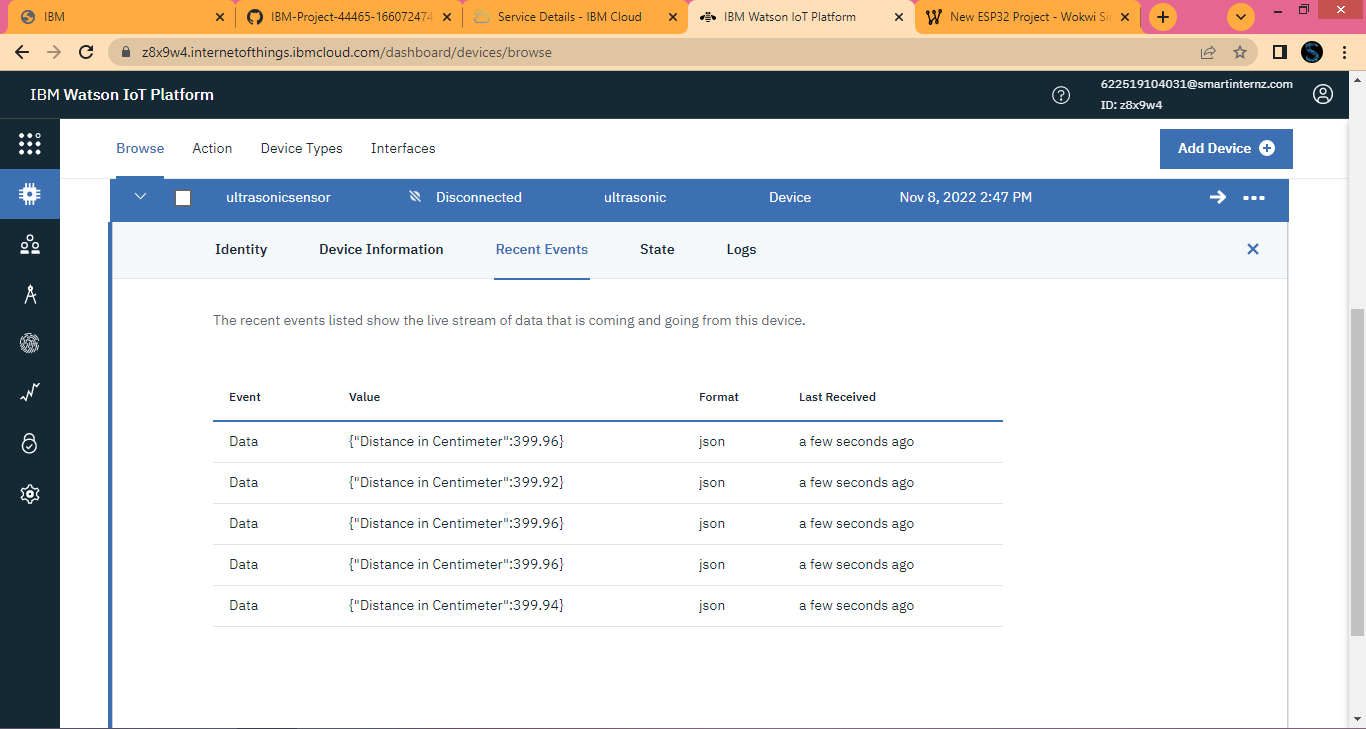 IBM
IBM-Project-44465-166072474
Service Details - IBM Cloud
IBM Watson IoT Platform
New ESP32 Project - Wokwi Sir
z8x9w4.internetofthings.ibmcloud.com/dashboard/devices/browse
IBM Watson IoT Platform
622519104031@smartinternz.com
ID: z8x9w4
Browse Action Device Types Interfaces
Add Device
ultrasonicsensor Disconnected ultrasonic Device Nov 8, 2022 2:47 PM
Identity Device Information Recent Events State Logs
The recent events listed show the live stream of data that is coming and going from this device.
Event Value Format Last Received
Data {"Distance in Centimeter":399.96} json a few seconds ago
Data {"Distance in Centimeter":399.92} json a few seconds ago
Data {"Distance in Centimeter":399.96} json a few seconds ago
Data {"Distance in Centimeter":399.96} json a few seconds ago
Data {"Distance in Centimeter":399.94} json a few seconds ago